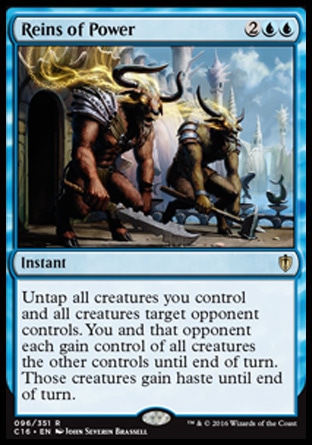 Reins of Power 2
Instant
Untap all creatures you control
and all creatures target opponent
controls. You and that opponent
each gain control of all creatures
the other controls until end of turn.
Those creatures gain haste until end
of turn.
096/351 R
C16 • EN John Severin Brassell
™ & © 2016 Wizards of the Coast